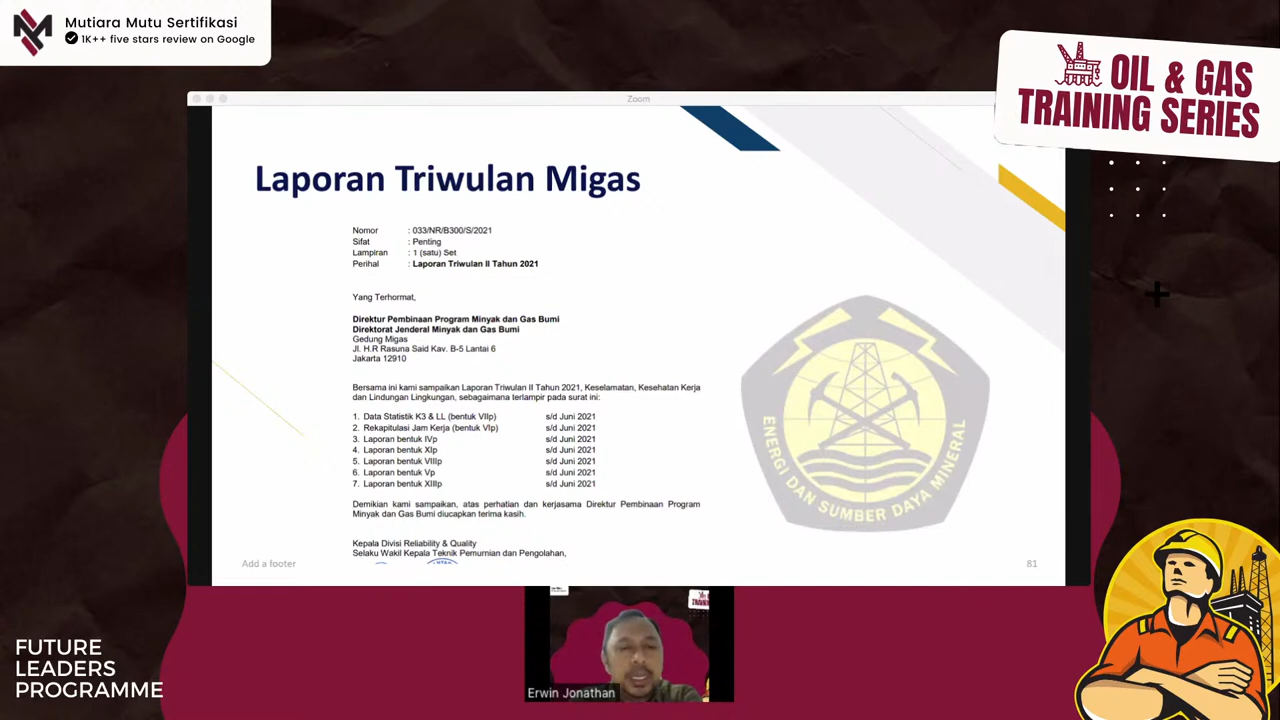 Mutiara Mutu Sertifikasi
1K++ five stars review on Google
OIL & GAS
TRAINING SERIES
Zoom
Laporan Triwulan Migas
Nomor : 033/NR/B300/S/2021
Sifat : Penting
Lampiran : 1 (satu) Set
Perihal : Laporan Triwulan II Tahun 2021
Yang Terhormat,
Direktur Pembinaan Program Minyak dan Gas Bumi
Direktorat Jenderal Minyak dan Gas Bumi
Gedung Migas
Jl. H.R Rasuna Said Kav. B-5 Lantai 6
Jakarta 12910
Bersama ini kami sampaikan Laporan Triwulan II Tahun 2021, Keselamatan, Kesehatan Kerja
dan Lindungan Lingkungan, sebagaimana terlampir pada surat ini:
1. Data Statistik K3 & LL (bentuk VIIp) s/d Juni 2021
2. Rekapitulasi Jam Kerja (bentuk VIp) s/d Juni 2021
3. Laporan bentuk IVp s/d Juni 2021
4. Laporan bentuk XIp s/d Juni 2021
5. Laporan bentuk VIIIp s/d Juni 2021
6. Laporan bentuk Vp s/d Juni 2021
7. Laporan bentuk XIIIp s/d Juni 2021
Demikian kami sampaikan, atas perhatian dan kerjasama Direktur Pembinaan Program
Minyak dan Gas Bumi diucapkan terima kasih.
Kepala Divisi Reliability & Quality
Selaku Wakil Kepala Teknik Pemurnian dan Pengolahan,
ENERGI DAN SUMBER DAYA MINERAL
Add a footer
81
FUTURE
LEADERS
PROGRAMME
Erwin Jonathan